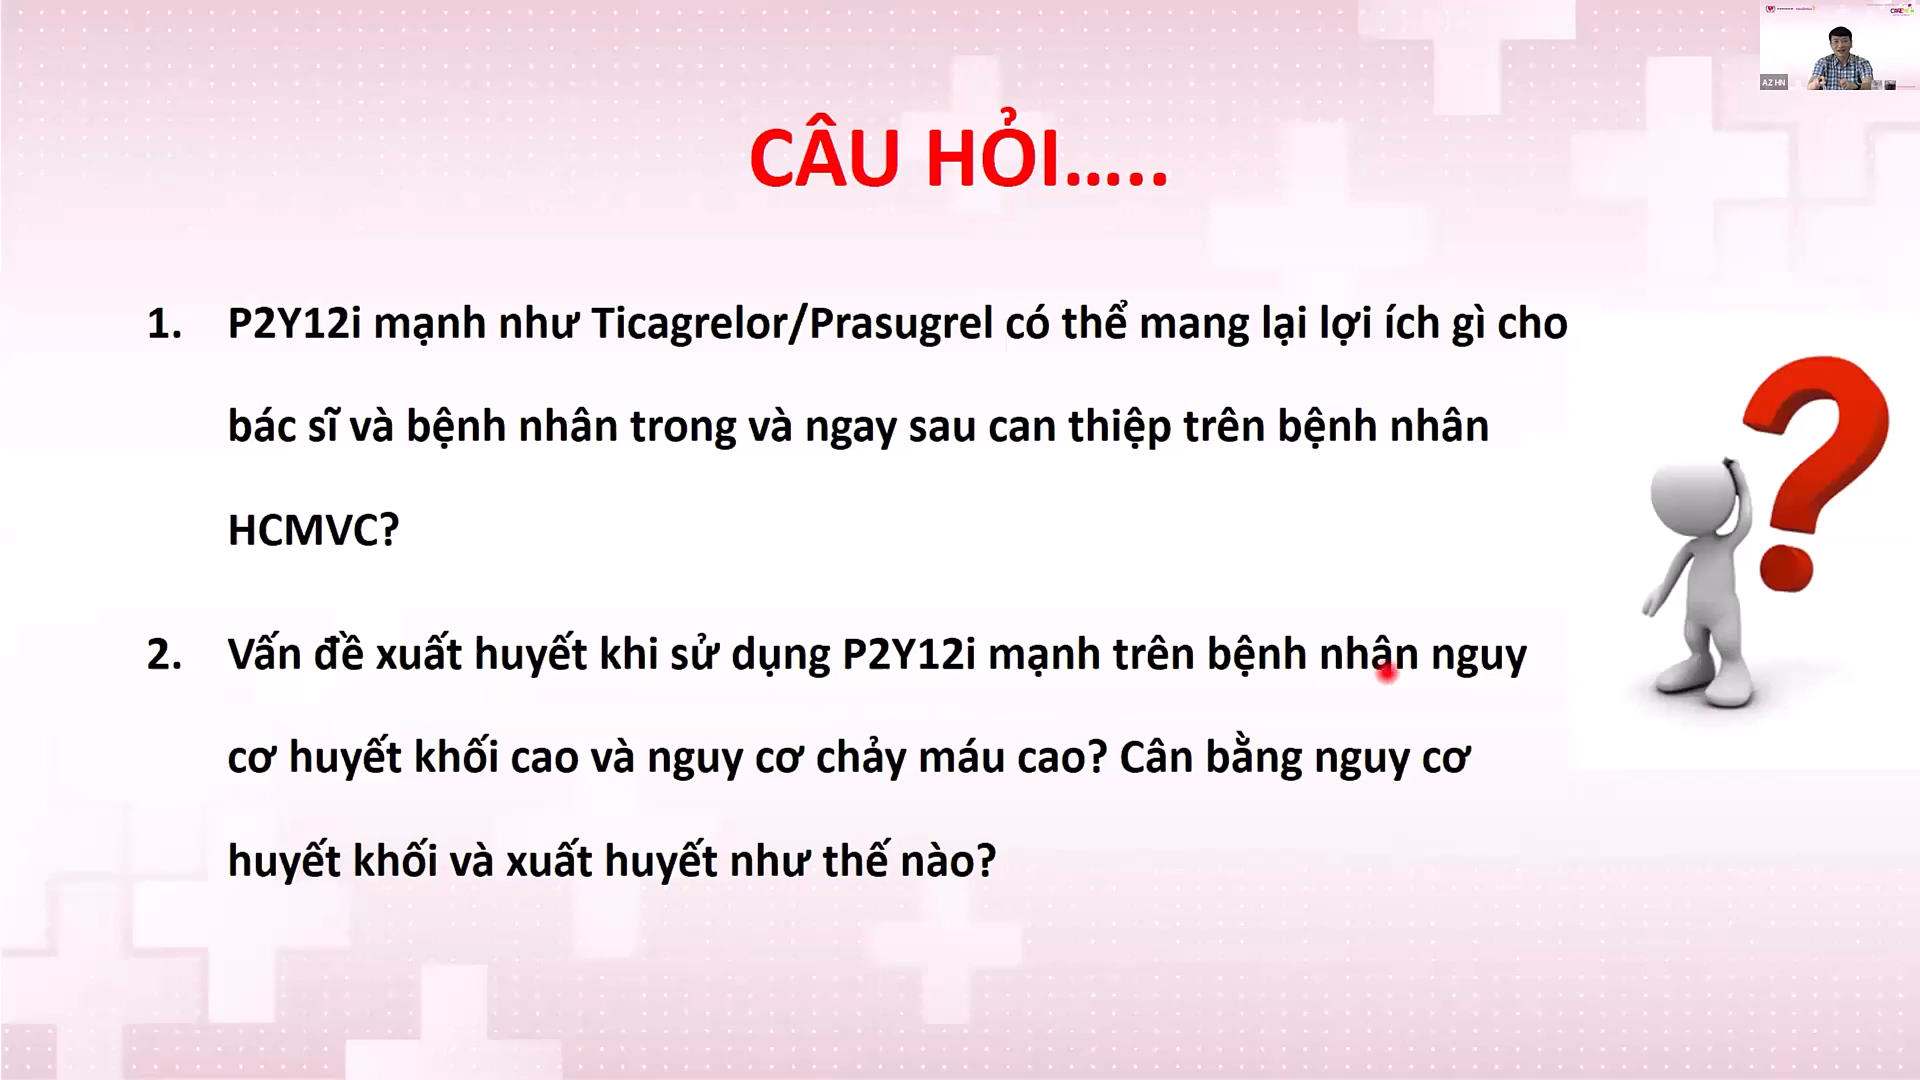 AZ HN
CÂU HỎI.....
1. P2Y12i mạnh như Ticagrelor/Prasugrel có thể mang lại lợi ích gì cho
bác sĩ và bệnh nhân trong và ngay sau can thiệp trên bệnh nhân
HCMVC?
2. Vấn đề xuất huyết khi sử dụng P2Y12i mạnh trên bệnh nhân nguy
cơ huyết khối cao và nguy cơ chảy máu cao? Cân bằng nguy cơ
huyết khối và xuất huyết như thế nào?